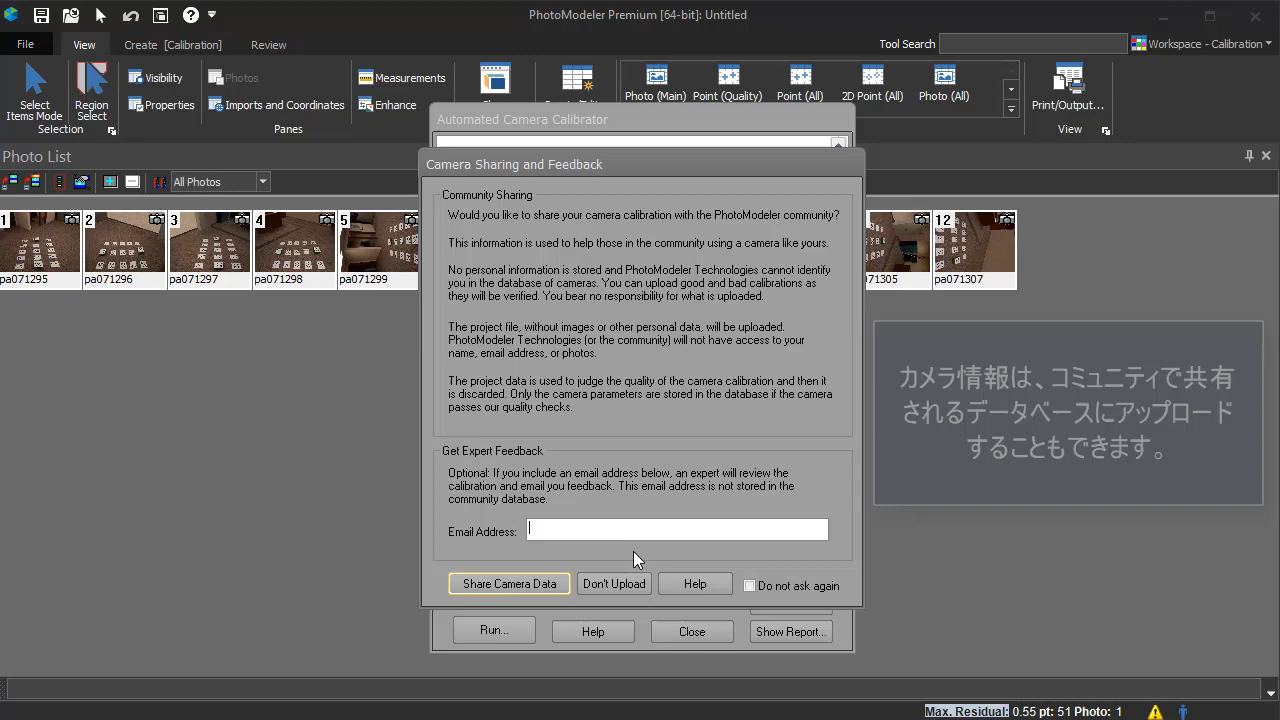 PhotoModeler Premium [64-bit]: Untitled
File
View
Create [Calibration]
Review
Tool Search
Workspace - Calibration
Select
Items Mode
Region
Select
Selection
Visibility
Properties
Photos
Imports and Coordinates
Panes
Measurements
Enhance
Photo (Main)
Point (Quality)
Point (All)
2D Point (All)
Photo (All)
Print/Output...
View
Photo List
All Photos
Automated Camera Calibrator
Camera Sharing and Feedback
1
2
3
4
5
12
pa071295
pa071296
pa071297
pa071298
pa071299
pa071307
Community Sharing
Would you like to share your camera calibration with the PhotoModeler community?
This information is used to help those in the community using a camera like yours.
No personal information is stored and PhotoModeler Technologies cannot identify
you in the database of cameras. You can upload good and bad calibrations as
they will be verified. You bear no responsibility for what is uploaded.
The project file, without images or other personal data, will be uploaded.
PhotoModeler Technologies (or the community) will not have access to your
name, email address, or photos.
The project data is used to judge the quality of the camera calibration and then it
is discarded. Only the camera parameters are stored in the database if the camera
passes our quality checks.
Get Expert Feedback
Optional: If you include an email address below, an expert will review the
calibration and email you feedback. This email address is not stored in the
community database.
Email Address:
Share Camera Data
Don't Upload
Help
Do not ask again
Run...
Help
Close
Show Report...
カメラ情報は、コミュニティで共有
されるデータベースにアップロード
することもできます。
Max. Residual: 0.55 pt: 51 Photo: 1